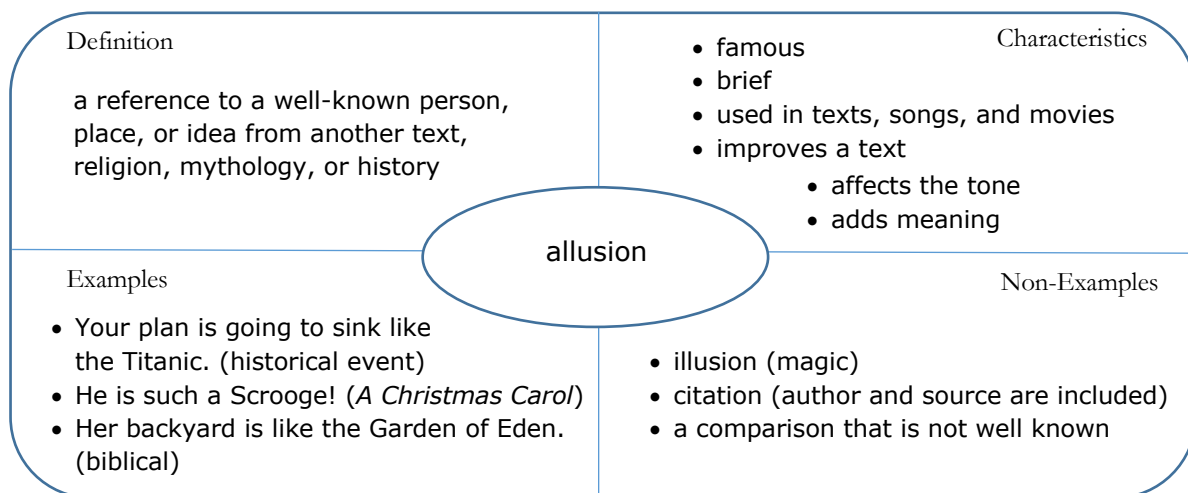 Definition
a reference to a well-known person,
place, or idea from another text,
religion, mythology, or history
Characteristics
• famous
• brief
• used in texts, songs, and movies
• improves a text
• affects the tone
• adds meaning
allusion
Examples
• Your plan is going to sink like
the Titanic. (historical event)
• He is such a Scrooge! (A Christmas Carol)
• Her backyard is like the Garden of Eden.
(biblical)
Non-Examples
• illusion (magic)
• citation (author and source are included)
• a comparison that is not well known